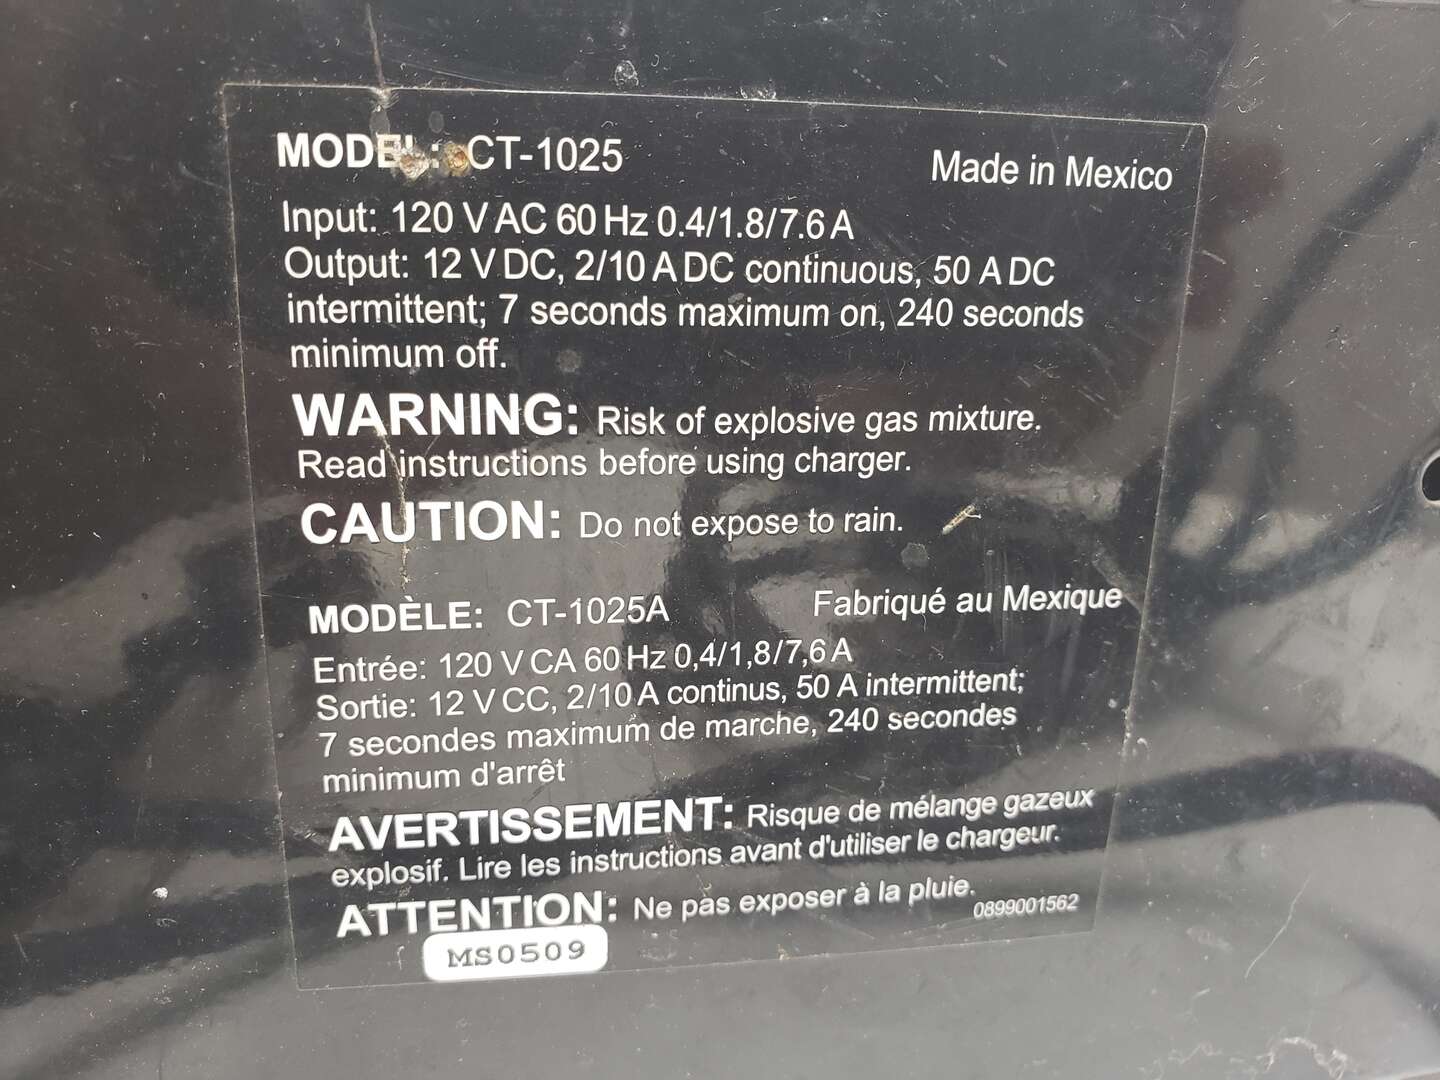 MODEL: CT-1025
Made in Mexico
Input: 120 V AC 60 Hz 0.4/1.8/7.6 A
Output: 12 V DC, 2/10 A DC continuous, 50 A DC
intermittent; 7 seconds maximum on, 240 seconds
minimum off.
WARNING: Risk of explosive gas mixture.
Read instructions before using charger.
CAUTION: Do not expose to rain.
MODÈLE: CT-1025A
Fabriqué au Mexique
Entrée: 120 V CA 60 Hz 0,4/1,8/7,6 A
Sortie: 12 V CC, 2/10 A continus, 50 A intermittent;
7 secondes maximum de marche, 240 secondes
minimum d'arrêt
AVERTISSEMENT: Risque de mélange gazeux
explosif. Lire les instructions avant d'utiliser le chargeur.
ATTENTION: Ne pas exposer à la pluie.
0899001562
MS0509